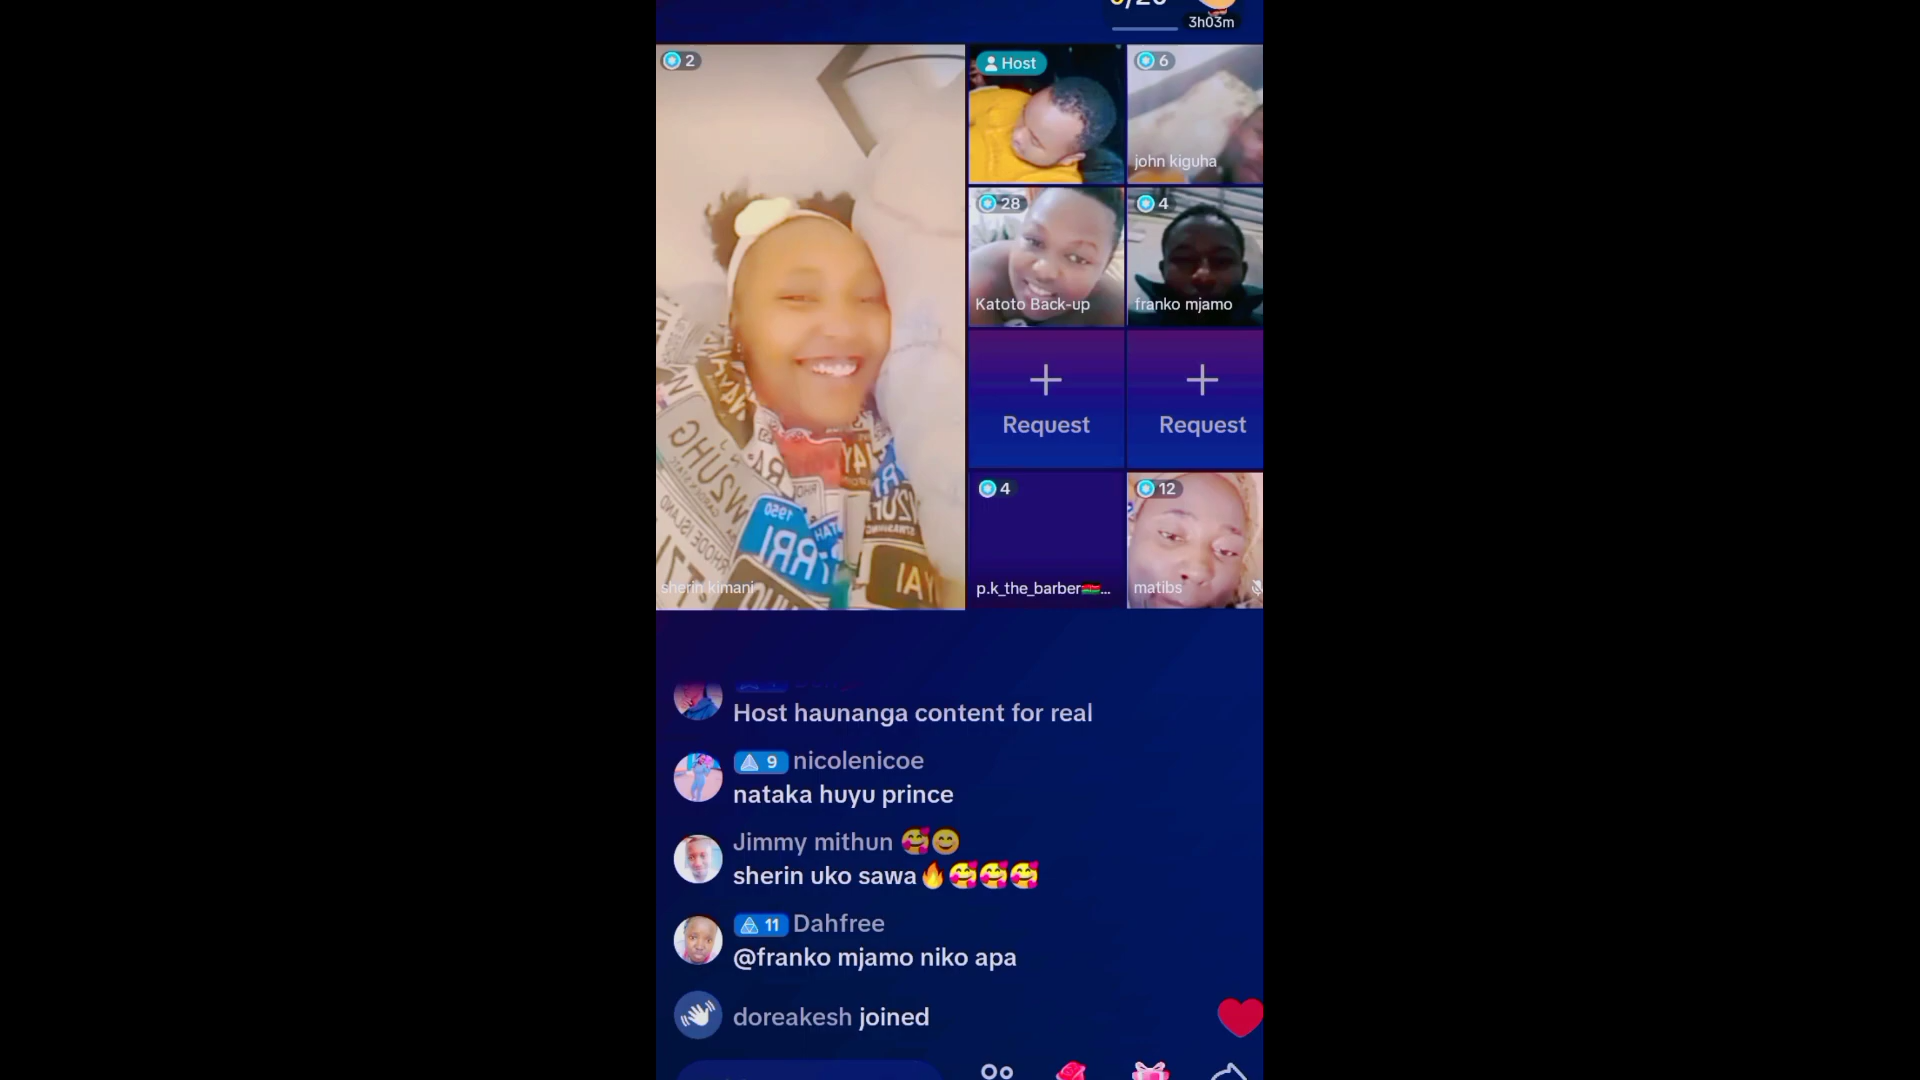 3h03m
2
Host
6
john kiguha
28
Katoto Back-up
4
franko mjamo
Request
Request
4
p.k_the_barber🇰🇪...
12
matibs
sherin kimani
1950
Host haunanga content for real
9 nicolenicoe
nataka huyu prince
Jimmy mithun 🥰😊
sherin uko sawa🔥🥰🥰🥰
11 Dahfree
@franko mjamo niko apa
doreakesh joined